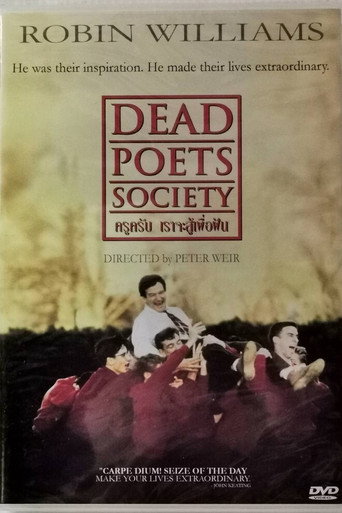 ROBIN WILLIAMS
He was their inspiration. He made their lives extraordinary.
DEAD
POETS
SOCIETY
ครูครับ เราจะสู้เพื่อฝัน
DIRECTED by PETER WEIR
"CARPE DIUM! SEIZE OF THE DAY
MAKE YOUR LIVES EXTRAORDINARY.
- JOHN KEATING.
DVD
VIDEO